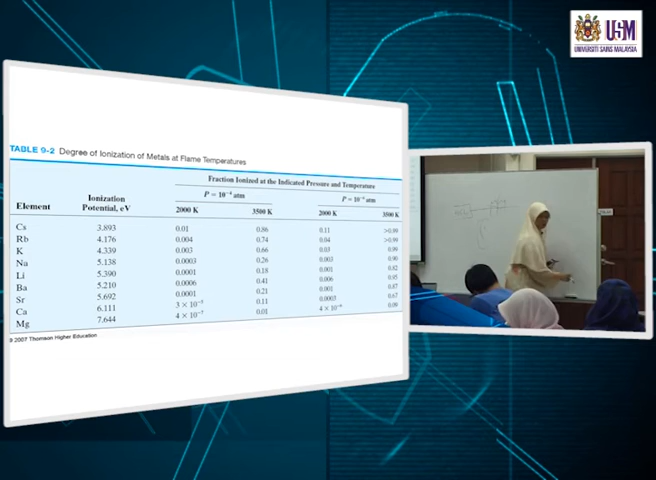 USM
UNIVERSITI SAINS MALAYSIA
TABLE 9-2 Degree of Ionization of Metals at Flame Temperatures
Fraction Ionized at the Indicated Pressure and Temperature
P = 10⁻⁴ atm P = 10⁻⁶ atm
Element Ionization Potential, eV 2000 K 3500 K 2000 K 3500 K
Cs 3.893 0.01 0.86 0.11 >0.99
Rb 4.176 0.004 0.74 0.04 >0.99
K 4.339 0.003 0.66 0.03 0.99
Na 5.138 0.0003 0.26 0.003 0.90
Li 5.390 0.0001 0.18 0.001 0.82
Ba 5.210 0.0006 0.41 0.006 0.95
Sr 5.692 0.0001 0.21 0.001 0.87
Ca 6.111 3 × 10⁻⁵ 0.11 0.0003 0.67
Mg 7.644 4 × 10⁻⁷ 0.01 4 × 10⁻⁶ 0.09
2007 Thomson Higher Education